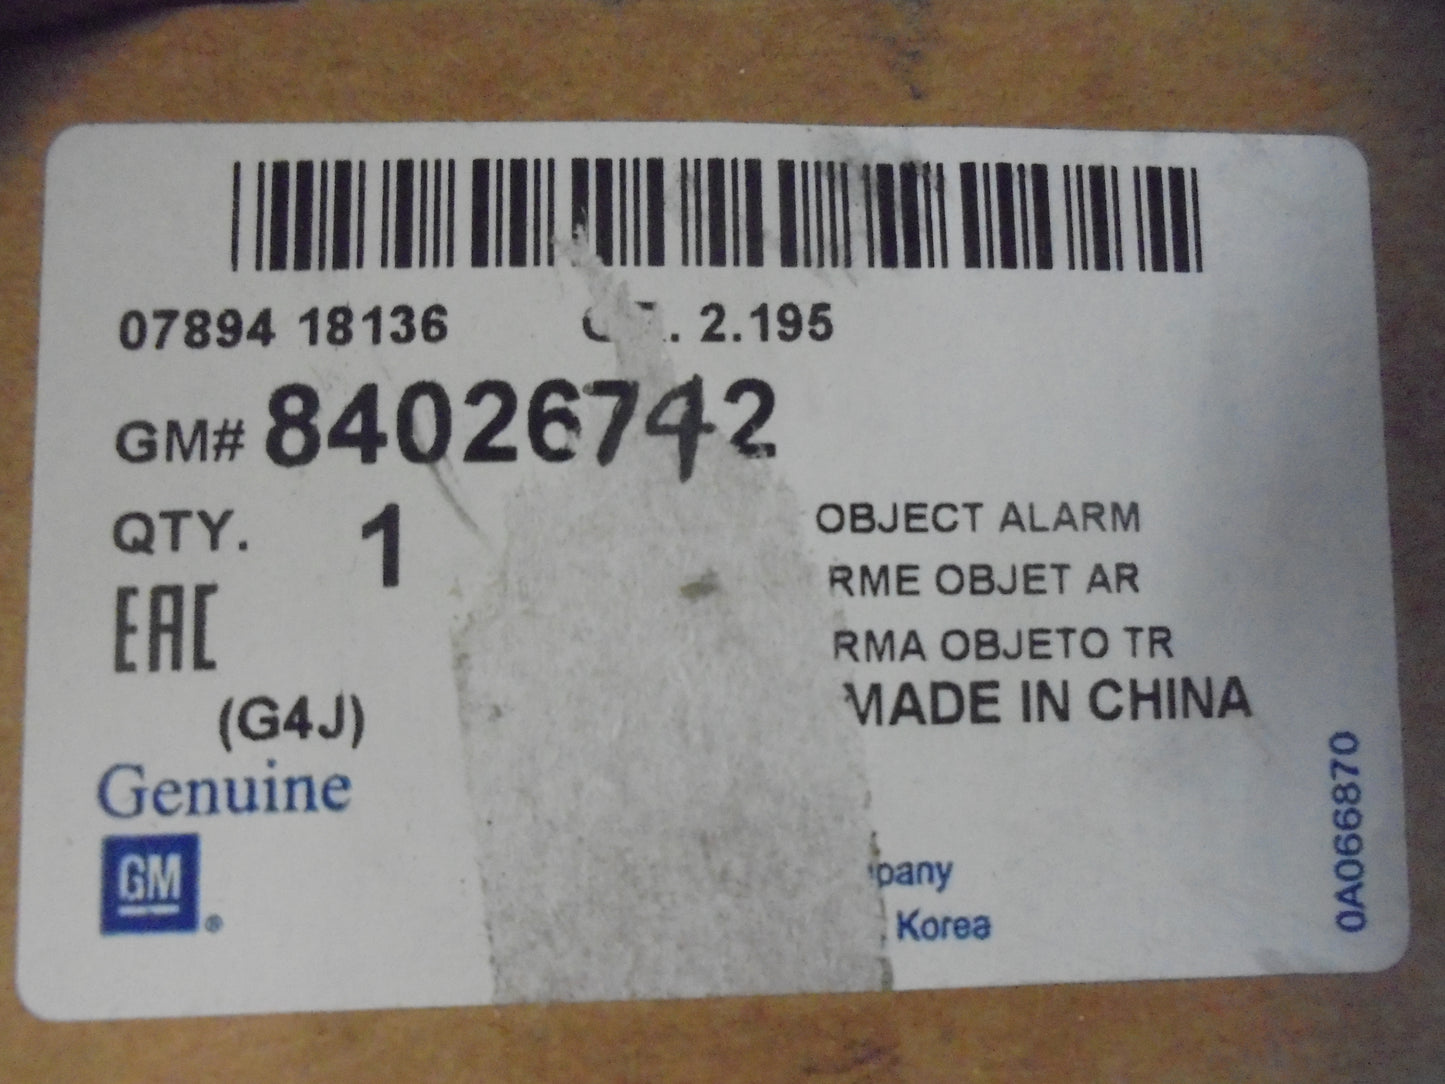 07894 18136 2.195
GM# 84026742
QTY. 1
OBJECT ALARM
RME OBJET AR
EAC
RMA OBJETO TR
(G4J)
MADE IN CHINA
Genuine
GM®
pany
Korea
0A066870